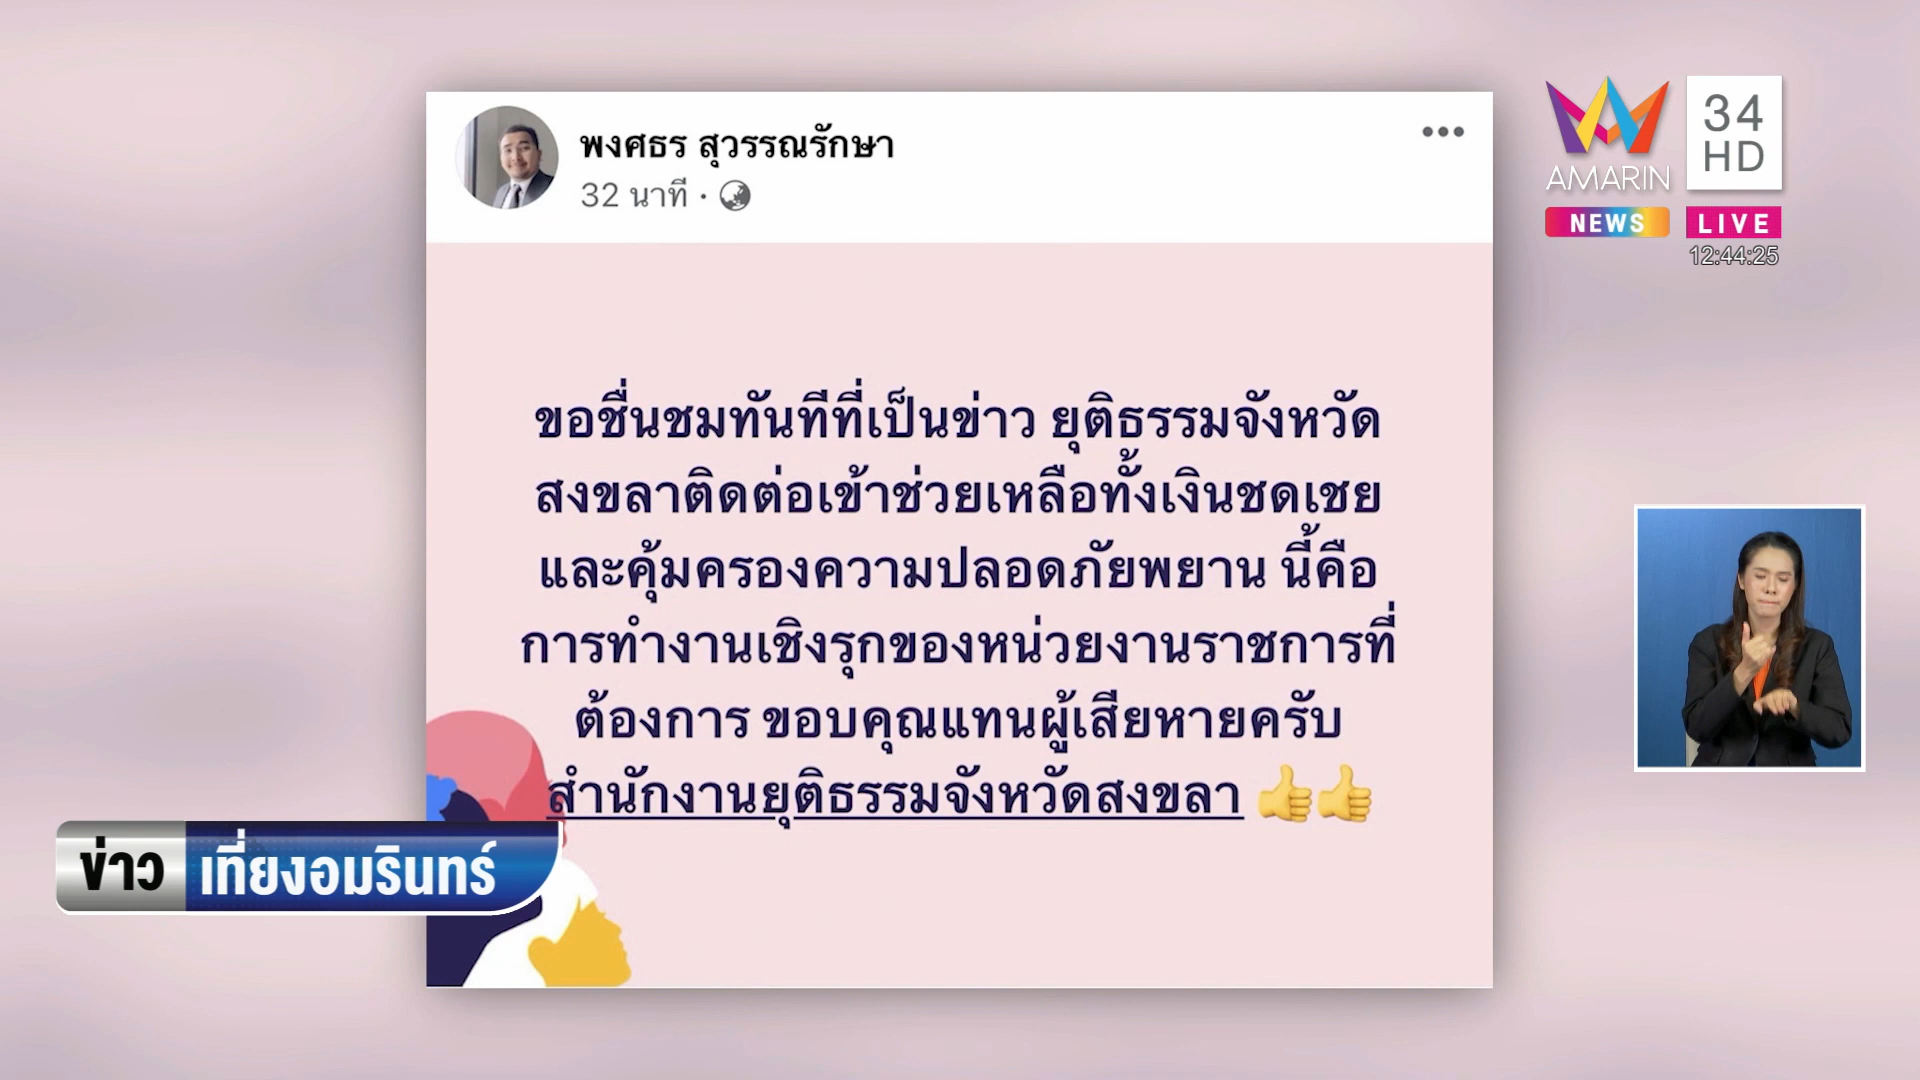 พงศธร สุวรรณรักษา
32 นาที ·
ขอชื่นชมทันทีที่เป็นข่าว ยุติธรรมจังหวัด
สงขลาติดต่อเข้าช่วยเหลือทั้งเงินชดเชย
และคุ้มครองความปลอดภัยพยาน นี้คือ
การทำงานเชิงรุกของหน่วยงานราชการที่
ต้องการ ขอบคุณแทนผู้เสียหายครับ
สำนักงานยุติธรรมจังหวัดสงขลา 👍👍
AMARIN
34
HD
NEWS
LIVE
12:44:25
ข่าว เที่ยงอมรินทร์